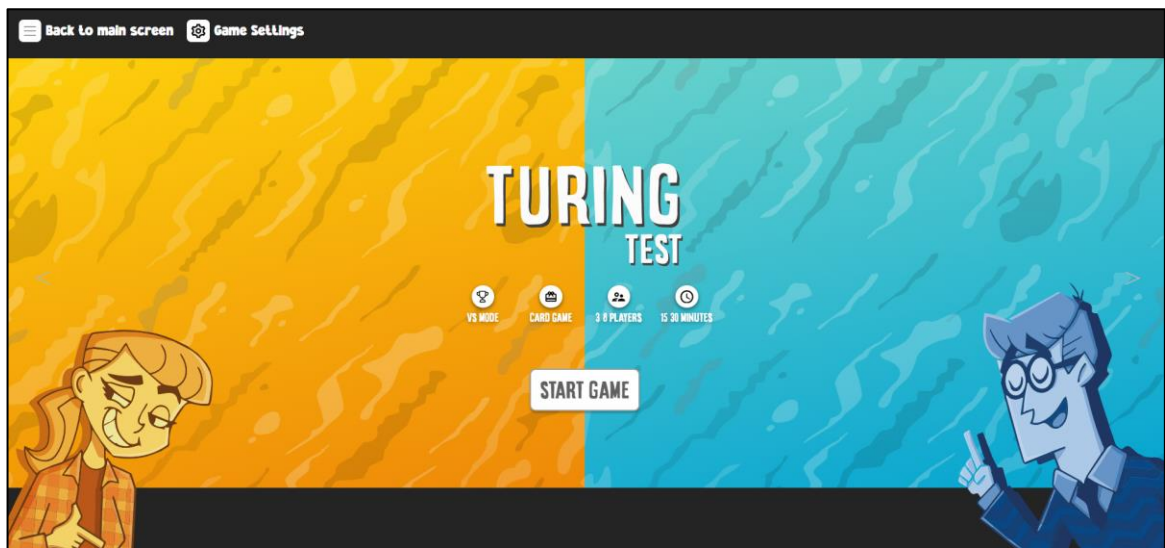 Back to main screen Game Settings
TURING
TEST
VS MODE CARD GAME 3 8 PLAYERS 15 30 MINUTES
START GAME